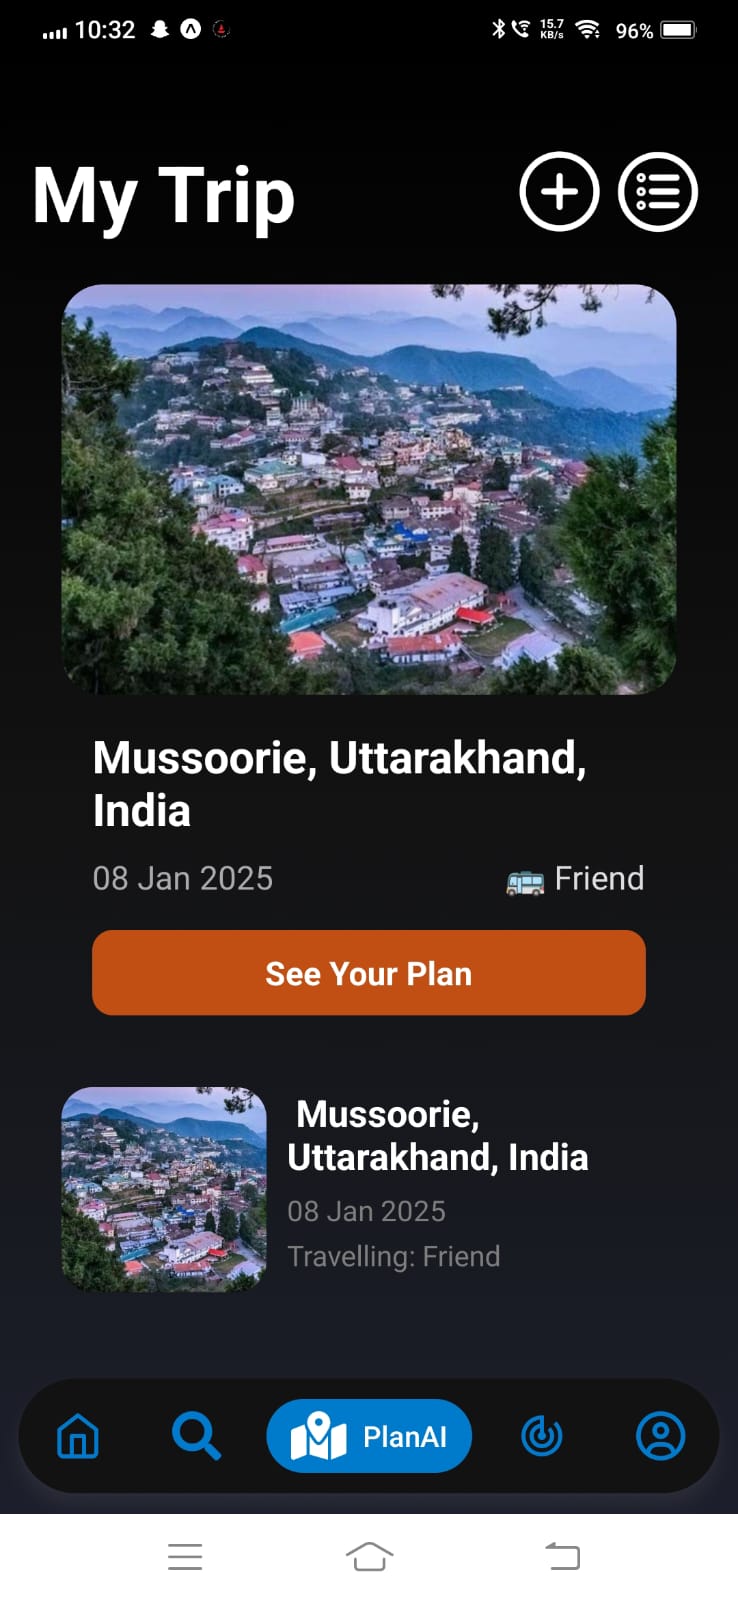 10:32 15.7 KB/s 96%
My Trip
Mussoorie, Uttarakhand,
India
08 Jan 2025 Friend
See Your Plan
Mussoorie,
Uttarakhand, India
08 Jan 2025
Travelling: Friend
PlanAI